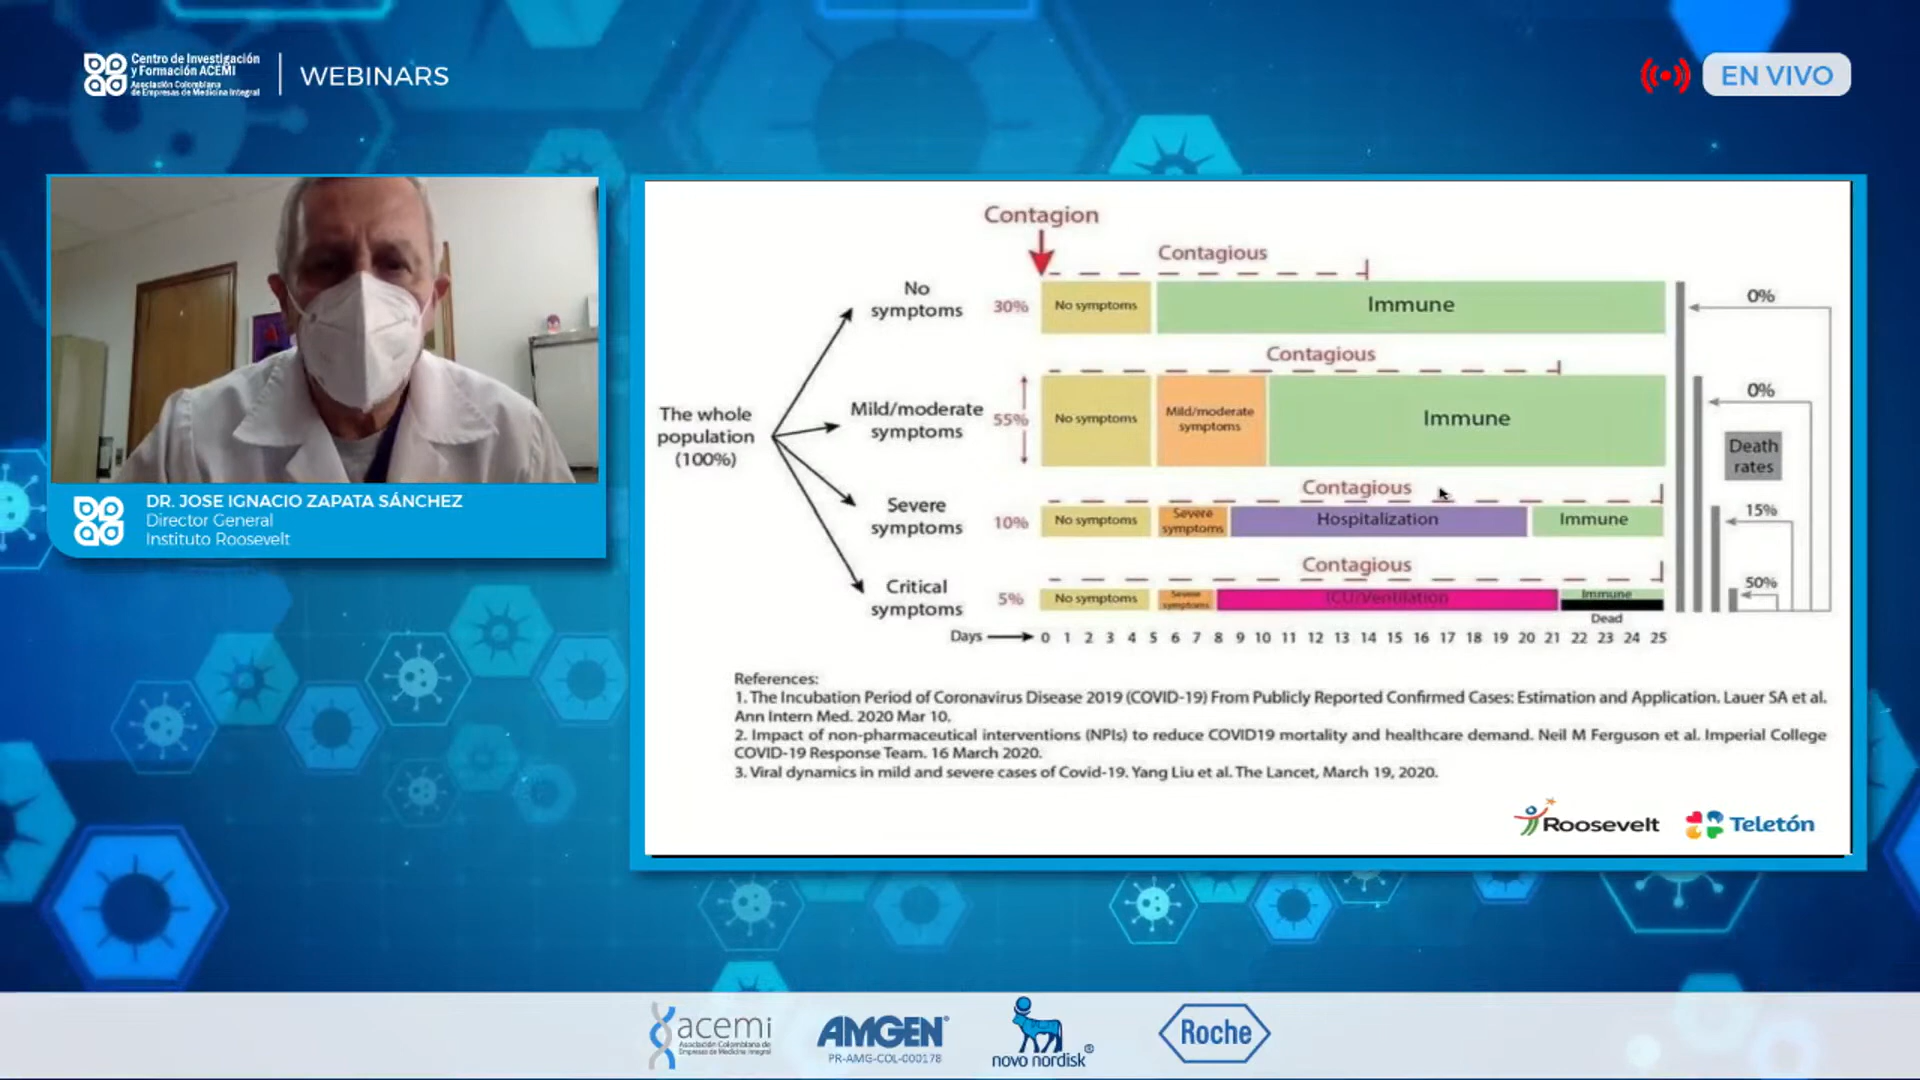 Centro de Investigación
y Formación ACEMI
Asociación Colombiana
de Empresas de Medicina Integral
WEBINARS
EN VIVO
DR. JOSE IGNACIO ZAPATA SÁNCHEZ
Director General
Instituto Roosevelt
Contagion
Contagious
No
symptoms
30%
No symptoms
Immune
0%
Contagious
The whole
population
(100%)
Mild/moderate
symptoms
55%
No symptoms
Mild/moderate
symptoms
Immune
0%
Death
rates
Contagious
Severe
symptoms
10%
No symptoms
Severe
symptoms
Hospitalization
Immune
15%
Contagious
Critical
symptoms
5%
No symptoms
Severe
symptoms
ICU/Ventilation
Immune
Dead
50%
Days 0 1 2 3 4 5 6 7 8 9 10 11 12 13 14 15 16 17 18 19 20 21 22 23 24 25
References:
1. The Incubation Period of Coronavirus Disease 2019 (COVID-19) From Publicly Reported Confirmed Cases: Estimation and Application. Lauer SA et al.
Ann Intern Med. 2020 Mar 10.
2. Impact of non-pharmaceutical interventions (NPIs) to reduce COVID19 mortality and healthcare demand. Neil M Ferguson et al. Imperial College
COVID-19 Response Team. 16 March 2020.
3. Viral dynamics in mild and severe cases of Covid-19. Yang Liu et al. The Lancet, March 19, 2020.
Roosevelt
Teletón
acemi
Asociación Colombiana de
Empresas de Medicina Integral
AMGEN®
PR-AMG-COL-000178
novo nordisk®
Roche